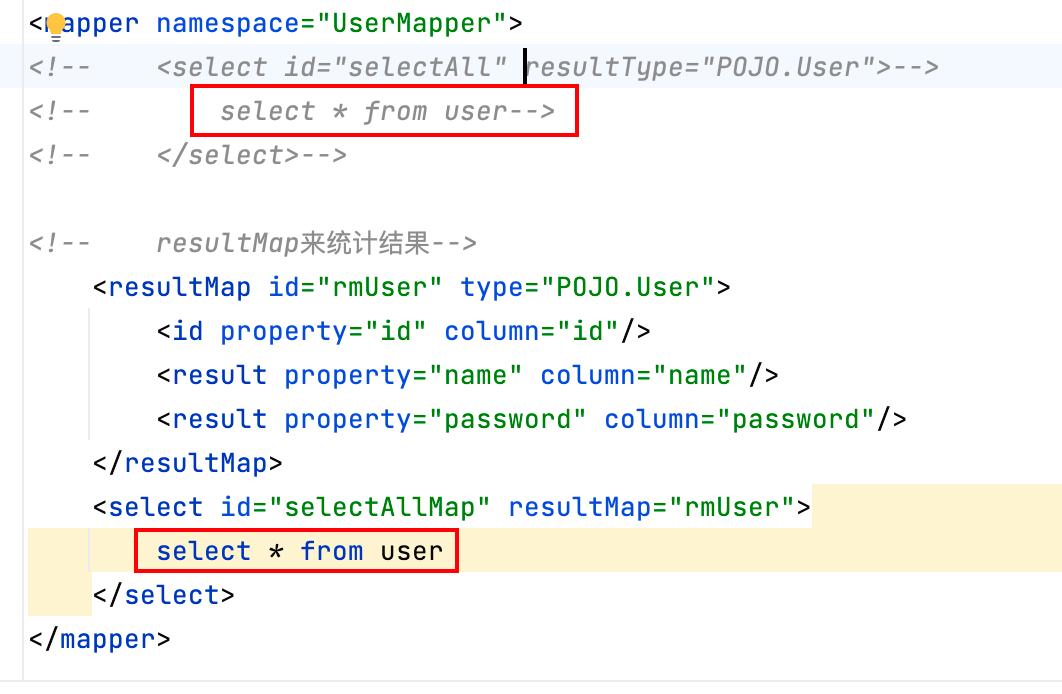 <mapper namespace="UserMapper">
<!--    <select id="selectAll" resultType="POJO.User">-->
<!--        select * from user-->
<!--    </select>-->
<!--    resultMap来统计结果-->
    <resultMap id="rmUser" type="POJO.User">
        <id property="id" column="id"/>
        <result property="name" column="name"/>
        <result property="password" column="password"/>
    </resultMap>
    <select id="selectAllMap" resultMap="rmUser">
        select * from user
    </select>
</mapper>